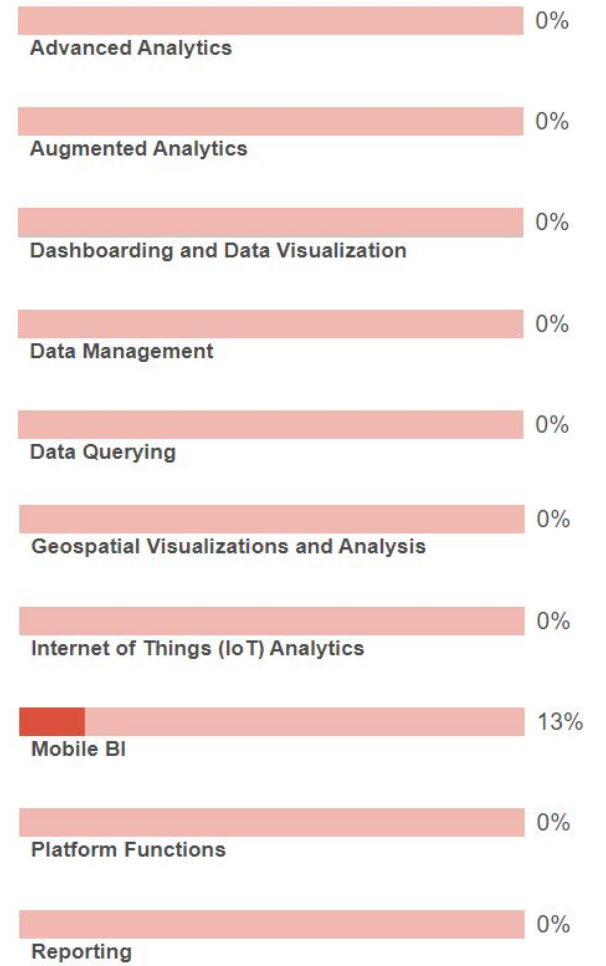 0%
Advanced Analytics
0%
Augmented Analytics
0%
Dashboarding and Data Visualization
0%
Data Management
0%
Data Querying
0%
Geospatial Visualizations and Analysis
0%
Internet of Things (IoT) Analytics
13%
Mobile BI
0%
Platform Functions
0%
Reporting